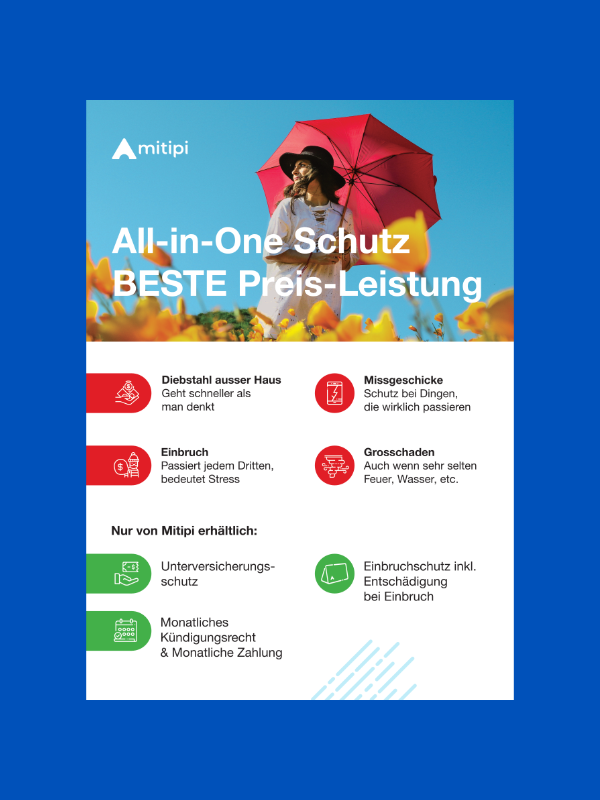 mitipi
All-in-One Schutz
BESTE Preis-Leistung
Diebstahl ausser Haus
Geht schneller als
man denkt
Missgeschicke
Schutz bei Dingen,
die wirklich passieren
Einbruch
Passiert jedem Dritten,
bedeutet Stress
Grosschaden
Auch wenn sehr selten
Feuer, Wasser, etc.
Nur von Mitipi erhältlich:
Unterversicherungs-
schutz
Einbruchschutz inkl.
Entschädigung
bei Einbruch
Monatliches
Kündigungsrecht
& Monatliche Zahlung